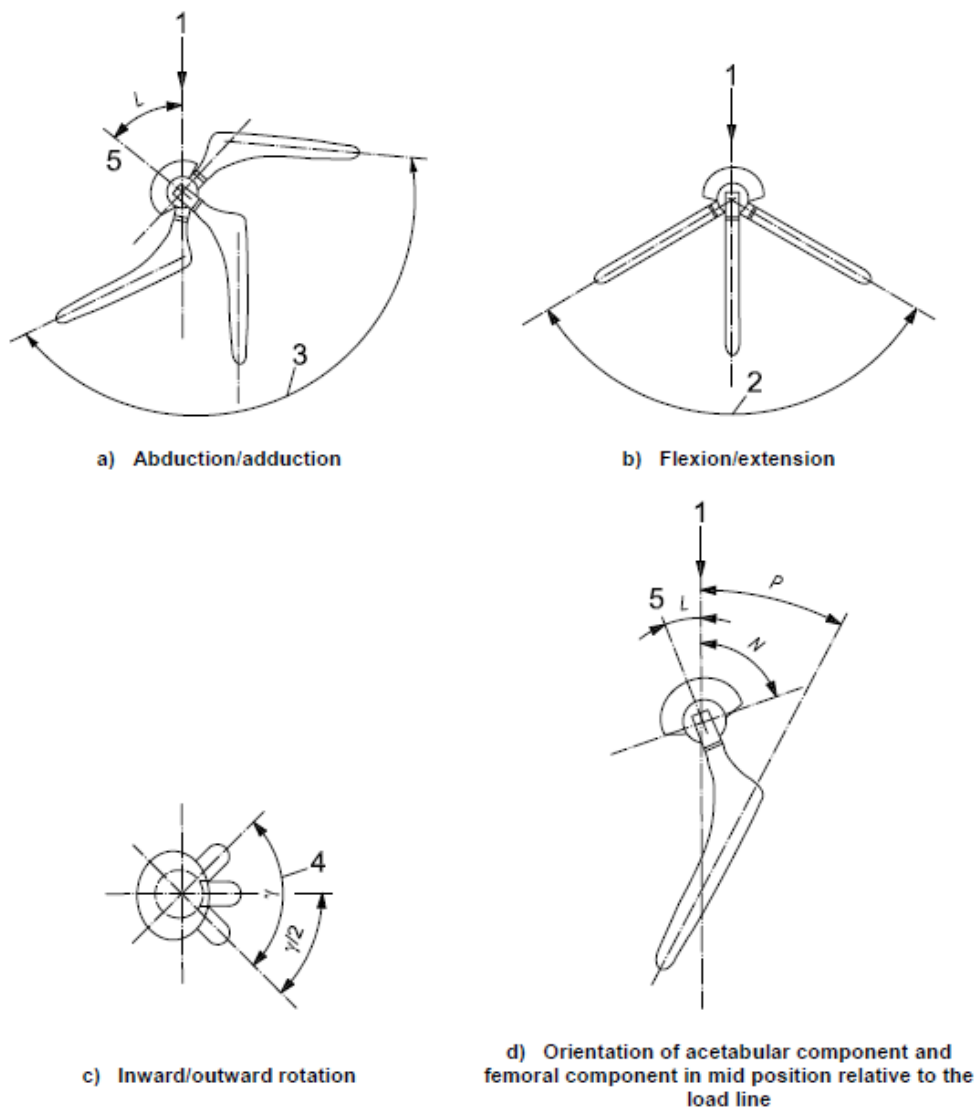 1
L
5
3
a) Abduction/adduction
1
2
b) Flexion/extension
4
γ
γ/2
c) Inward/outward rotation
1
P
5
L
N
d) Orientation of acetabular component and
femoral component in mid position relative to the
load line